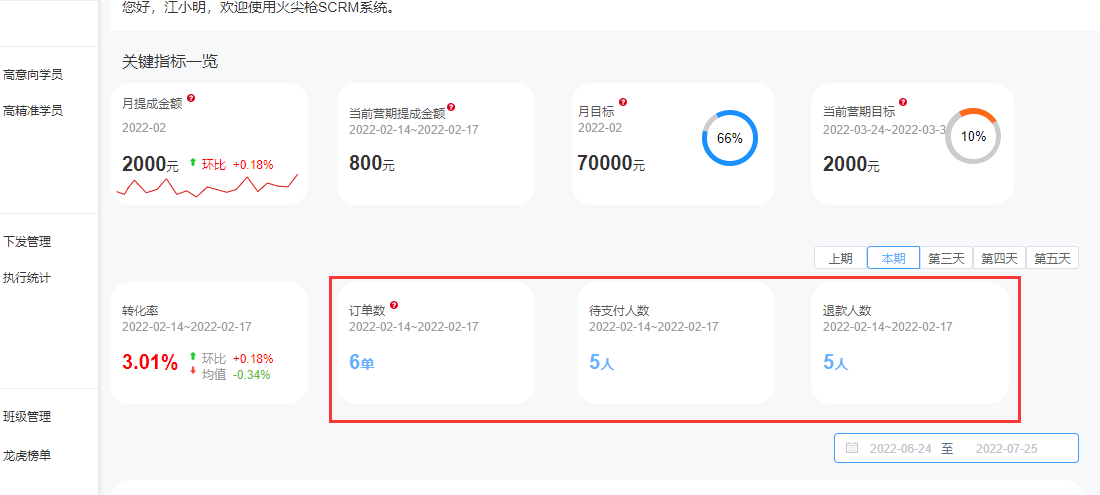 您好，江小明，欢迎使用火尖枪SCRM系统。
高意向学员
高精准学员
下发管理
执行统计
班级管理
龙虎榜单
关键指标一览
月提成金额
2022-02
2000元 环比 +0.18%
当前营期提成金额
2022-02-14~2022-02-17
800元
月目标
2022-02
70000元
66%
当前营期目标
2022-03-24~2022-03-3
2000元
10%
上期 本期 第三天 第四天 第五天
转化率
2022-02-14~2022-02-17
3.01% 环比 +0.18%
均值 -0.34%
订单数
2022-02-14~2022-02-17
6单
待支付人数
2022-02-14~2022-02-17
5人
退款人数
2022-02-14~2022-02-17
5人
2022-06-24 至 2022-07-25